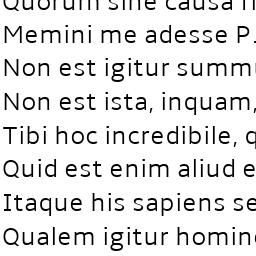 Quorum sine causa
Memini me adesse P.
Non est igitur summ
Non est ista, inquam,
Tibi hoc incredibile, q
Quid est enim aliud e
Itaque his sapiens se
Qualem igitur homin